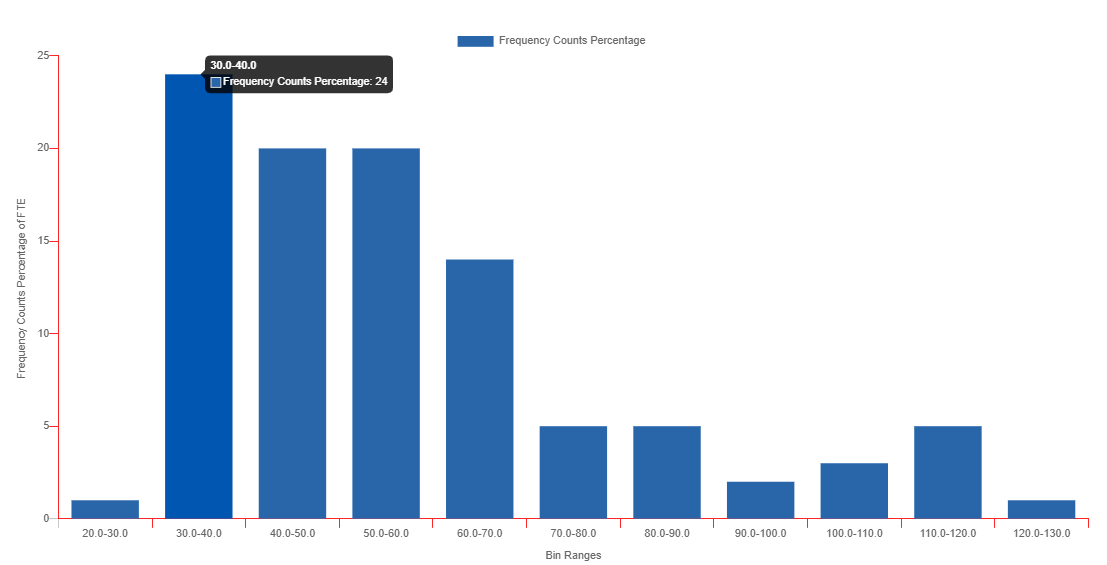 Frequency Counts Percentage
25
30.0-40.0
Frequency Counts Percentage: 24
20
15
10
5
0
Frequency Counts Percentage of FTE
20.0-30.0 30.0-40.0 40.0-50.0 50.0-60.0 60.0-70.0 70.0-80.0 80.0-90.0 90.0-100.0 100.0-110.0 110.0-120.0 120.0-130.0
Bin Ranges